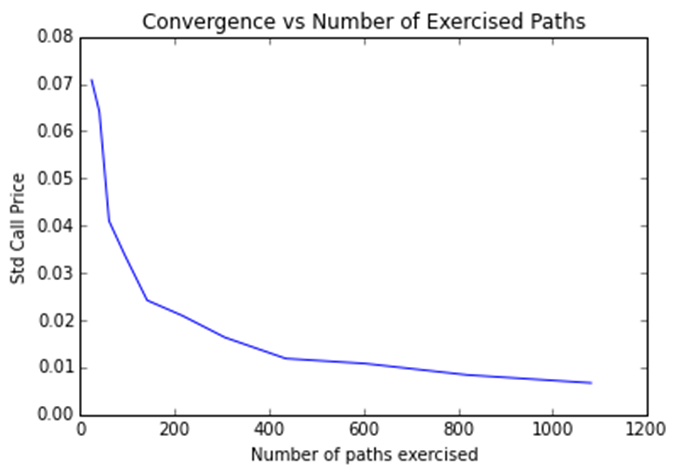 Convergence vs Number of Exercised Paths
0.08
0.07
0.06
0.05
0.04
0.03
0.02
0.01
0.00
Std Call Price
0 200 400 600 800 1000 1200
Number of paths exercised